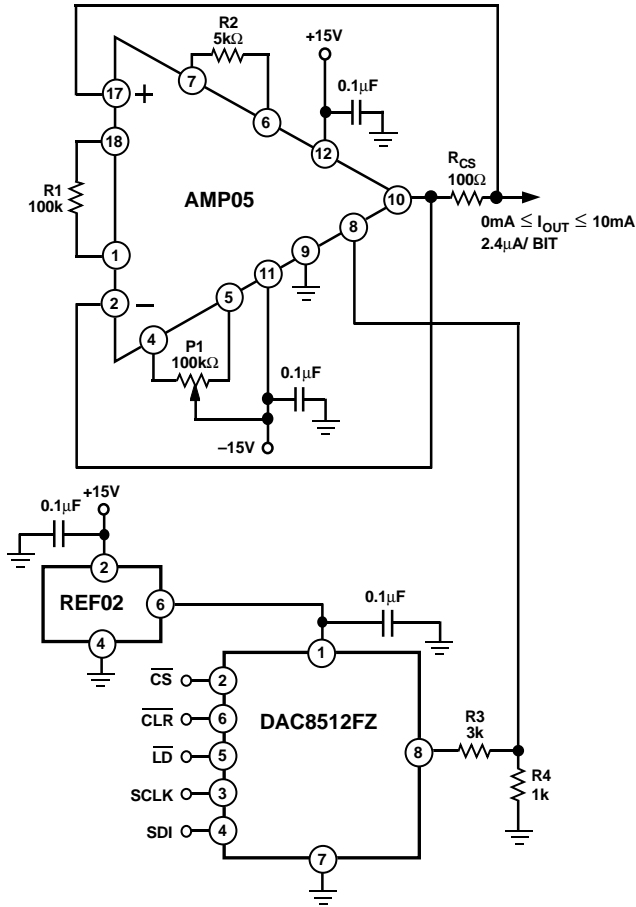 R2
5kΩ
+15V
0.1µF
7
6
12
17
+
18
R1
100k
AMP05
10
RCS
100Ω
0mA ≤ IOUT ≤ 10mA
2.4µA/ BIT
8
9
11
1
2
–
5
4
P1
100kΩ
0.1µF
–15V
+15V
0.1µF
2
REF02
6
4
0.1µF
1
CS
2
CLR
6
DAC8512FZ
LD
5
SCLK
3
SDI
4
8
R3
3k
R4
1k
7